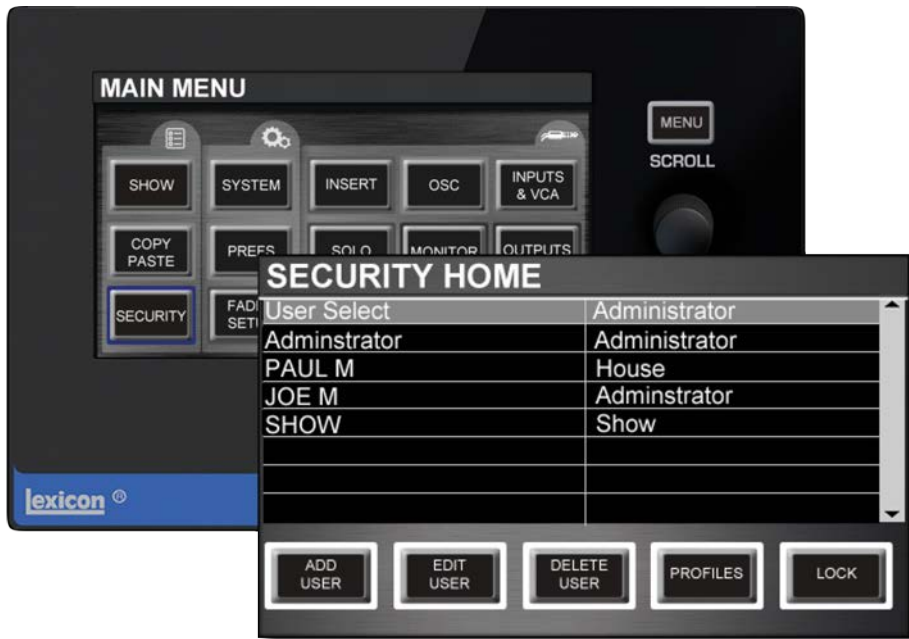 MAIN MENU
MENU
SCROLL
SHOW
SYSTEM
INSERT
OSC
INPUTS
& VCA
COPY
PASTE
PREFS
SOLO
MONITOR
OUTPUTS
SECURITY
SECURITY HOME
User Select Administrator
Adminstrator Administrator
PAUL M House
JOE M Adminstrator
SHOW Show
ADD
USER
EDIT
USER
DELETE
USER
PROFILES
LOCK
lexicon ®